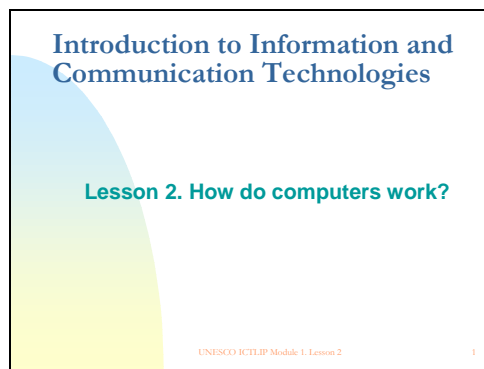 Introduction to Information and
Communication Technologies
Lesson 2. How do computers work?
UNESCO ICTLIP Module 1. Lesson 2
1